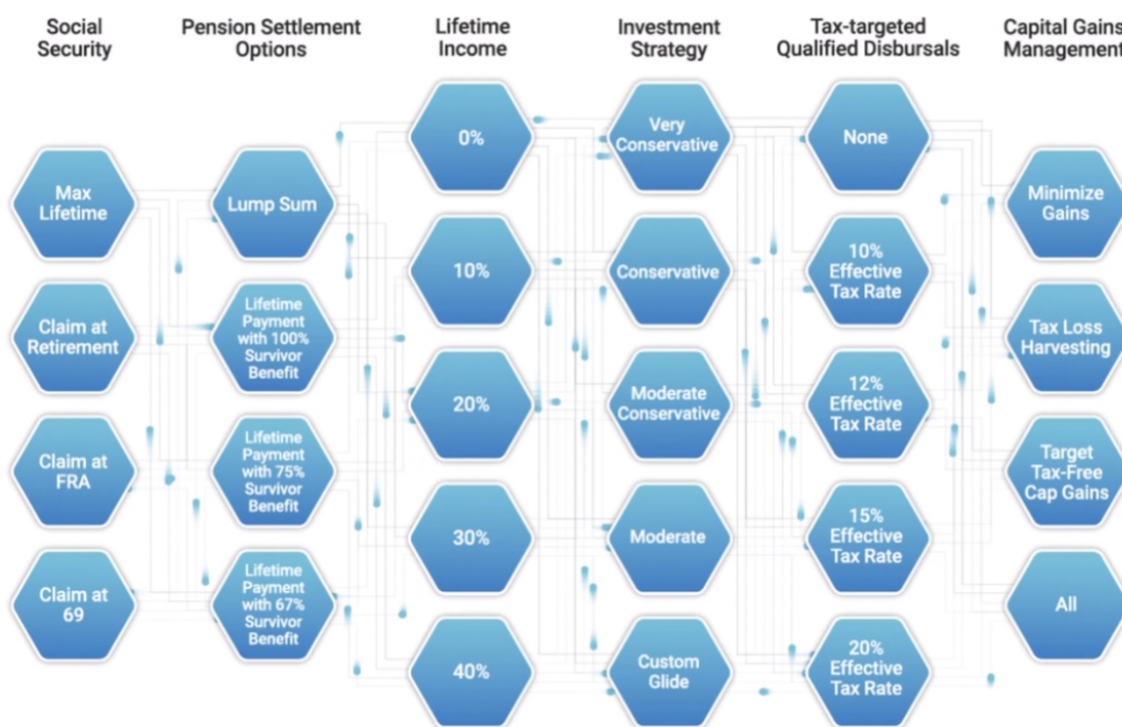 Social
Security
Pension Settlement
Options
Lifetime
Income
Investment
Strategy
Tax-targeted
Qualified Disbursals
Capital Gains
Management
Max
Lifetime
Claim at
Retirement
Claim at
FRA
Claim at
69
Lump Sum
Lifetime
Payment
with 100%
Survivor
Benefit
Lifetime
Payment
with 75%
Survivor
Benefit
Lifetime
Payment
with 67%
Survivor
Benefit
0%
10%
20%
30%
40%
Very
Conservative
Conservative
Moderate
Conservative
Moderate
Custom
Glide
None
10%
Effective
Tax Rate
12%
Effective
Tax Rate
15%
Effective
Tax Rate
20%
Effective
Tax Rate
Minimize
Gains
Tax Loss
Harvesting
Target
Tax-Free
Cap Gains
All